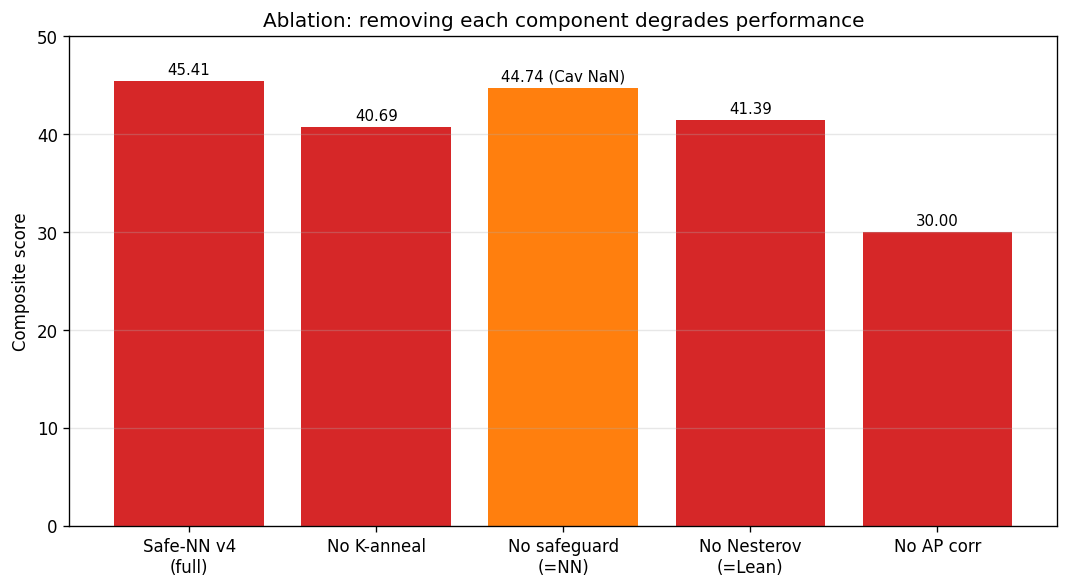 Ablation: removing each component degrades performance
Composite score
50
40
30
20
10
0
45.41
40.69
44.74 (Cav NaN)
41.39
30.00
Safe-NN v4
(full)
No K-anneal
No safeguard
(=NN)
No Nesterov
(=Lean)
No AP corr